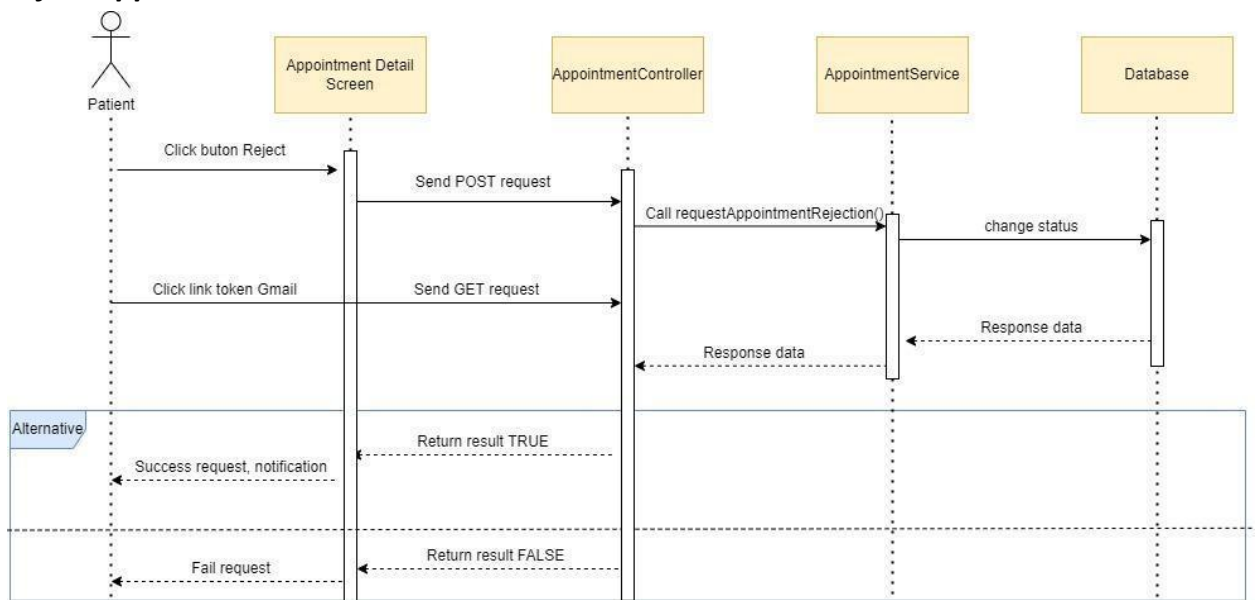 Patient
Appointment Detail
Screen
AppointmentController
AppointmentService
Database
Click buton Reject
Send POST request
Call requestAppointmentRejection()
change status
Click link token Gmail
Send GET request
Response data
Response data
Alternative
Return result TRUE
Success request, notification
Return result FALSE
Fail request